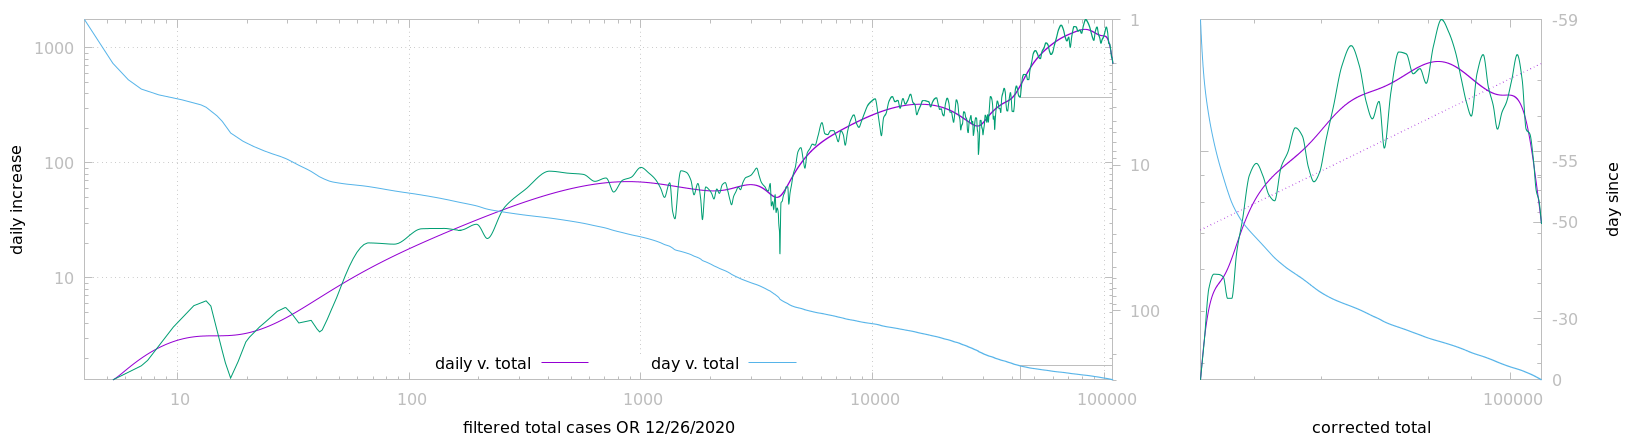 1000
100
10
daily increase
1
10
100
daily v. total
day v. total
10
100
1000
10000
100000
filtered total cases OR 12/26/2020
-59
-55
-50
-30
0
day since
100000
corrected total